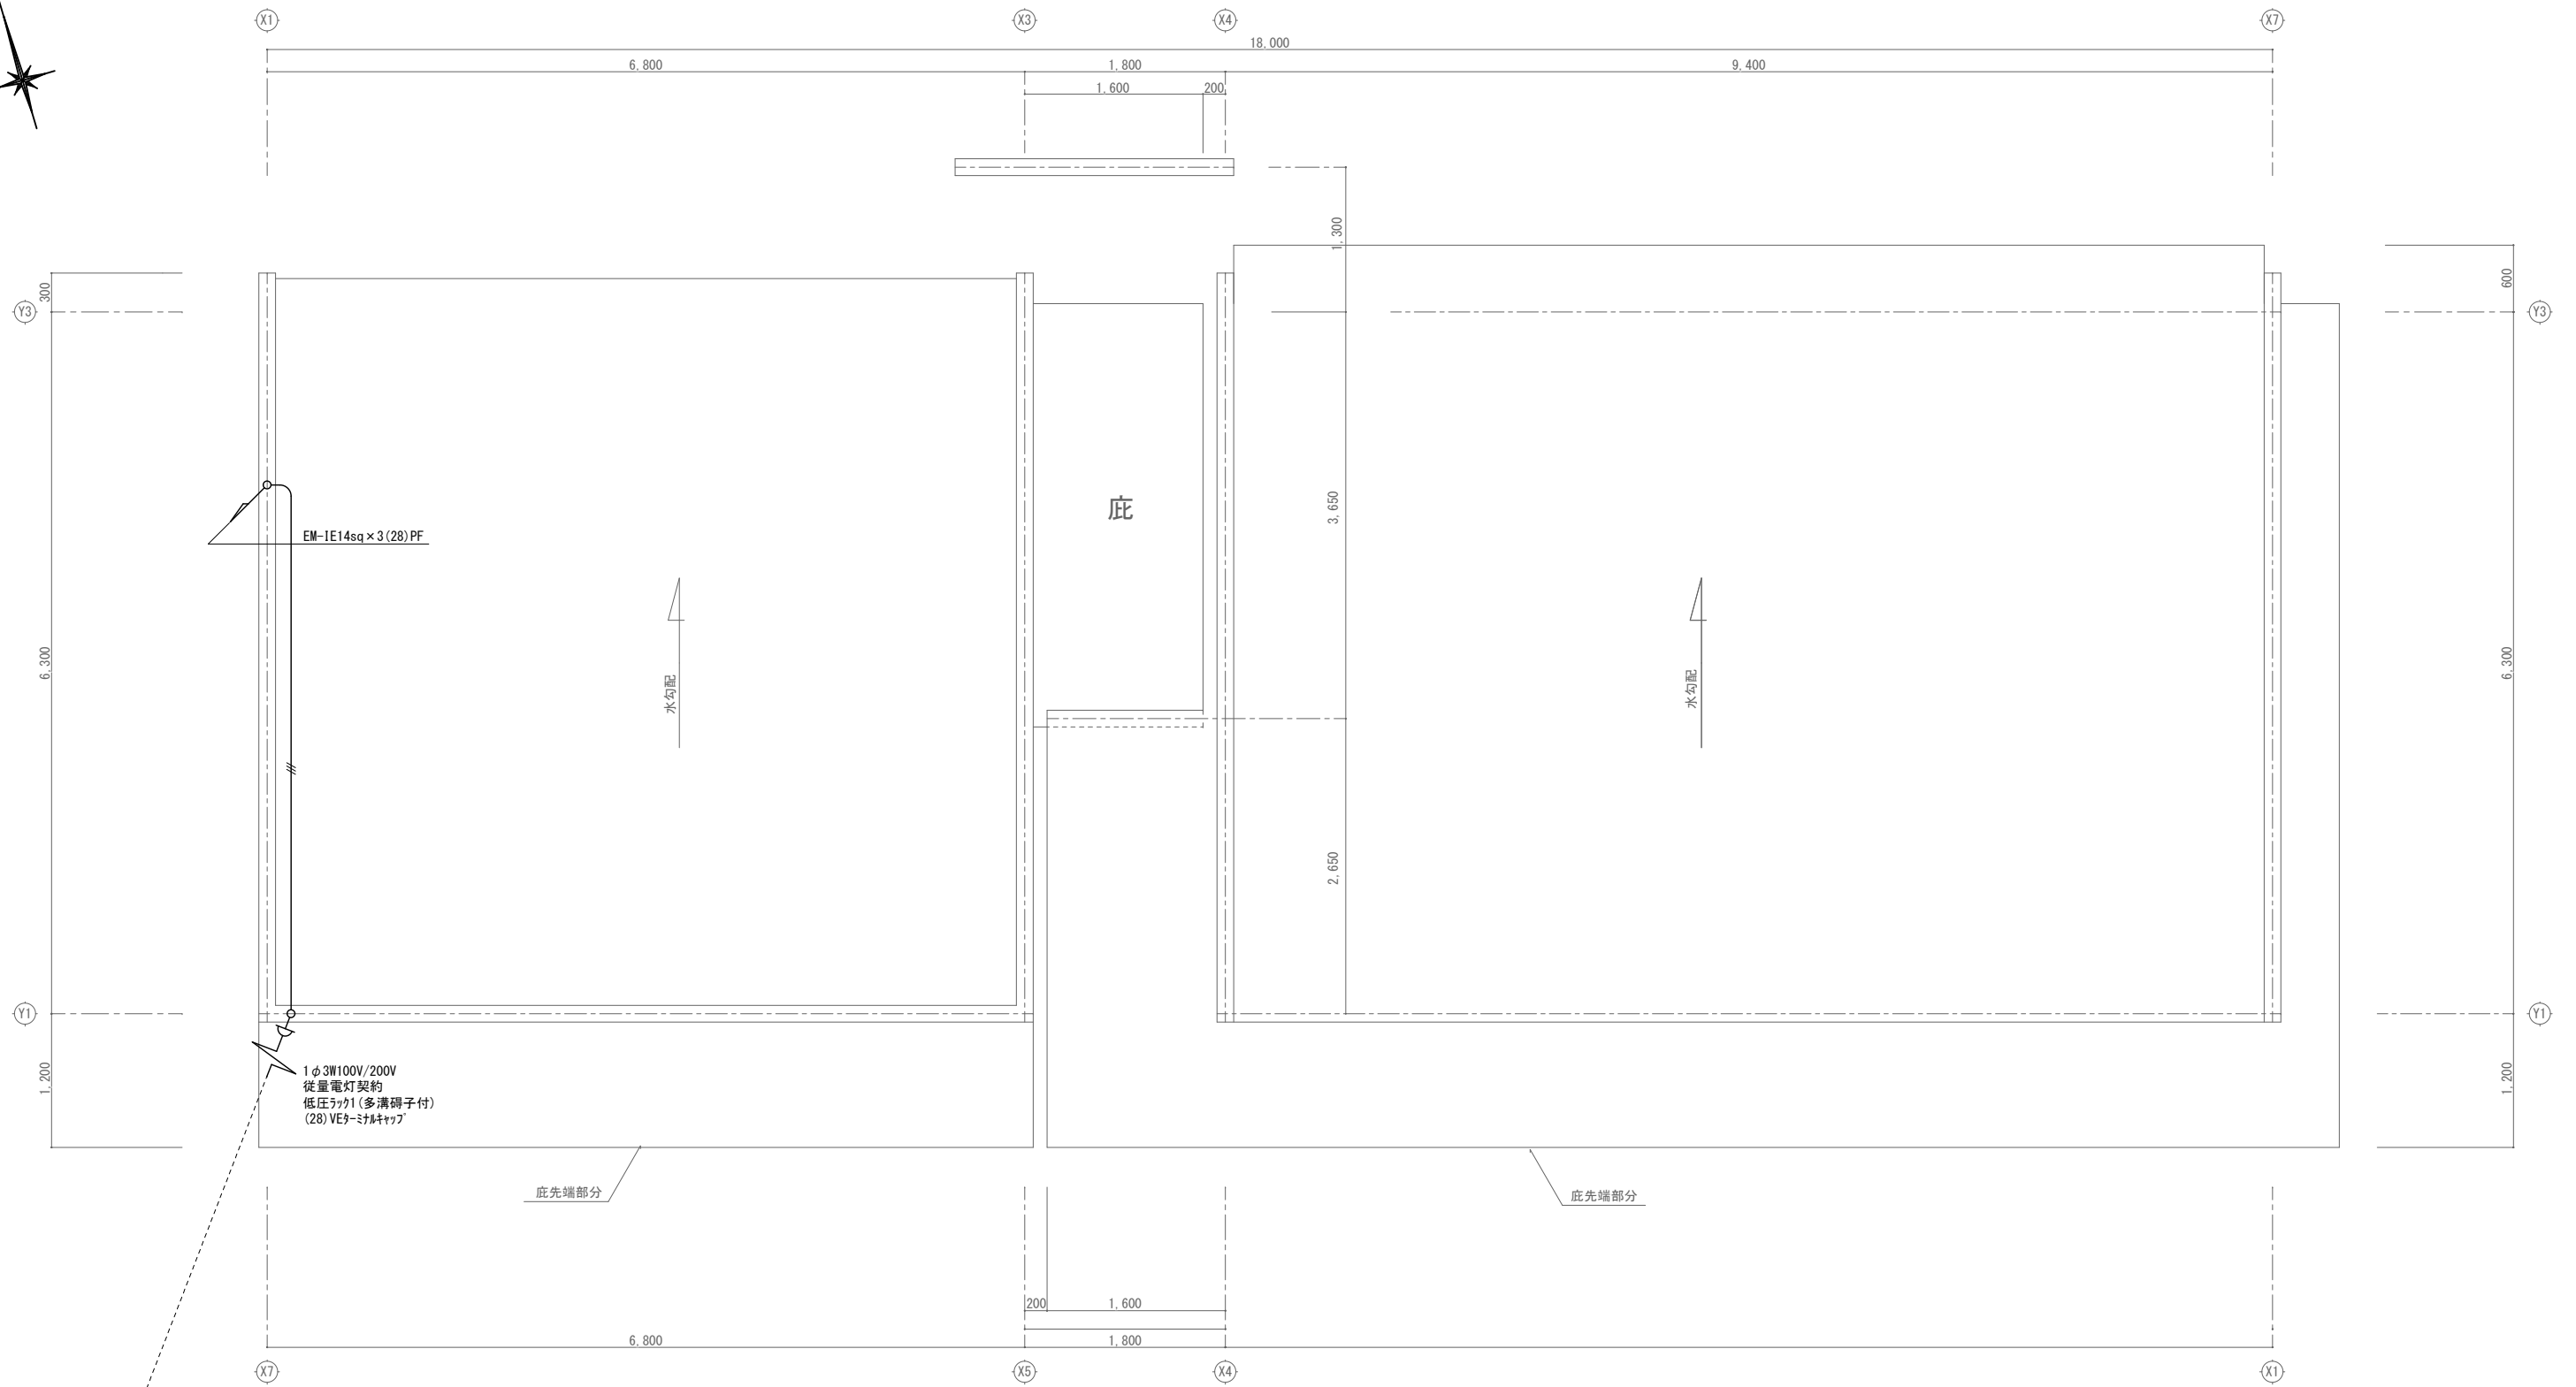 X1
X3
X4
X7
18,000
6,800
1,800
9,400
1,600
200
1,300
300
600
Y3
Y3
庇
3,650
EM-IE14sq×3(28)PF
水勾配
水勾配
6,300
6,300
2,650
Y1
Y1
1φ3W100V/200V
従量電灯契約
低圧ﾗｯｸ1(多溝碍子付)
(28)VEﾀｰﾐﾅﾙｷｬｯﾌﾟ
1,200
1,200
庇先端部分
庇先端部分
200
1,600
6,800
1,800
X7
X5
X4
X1